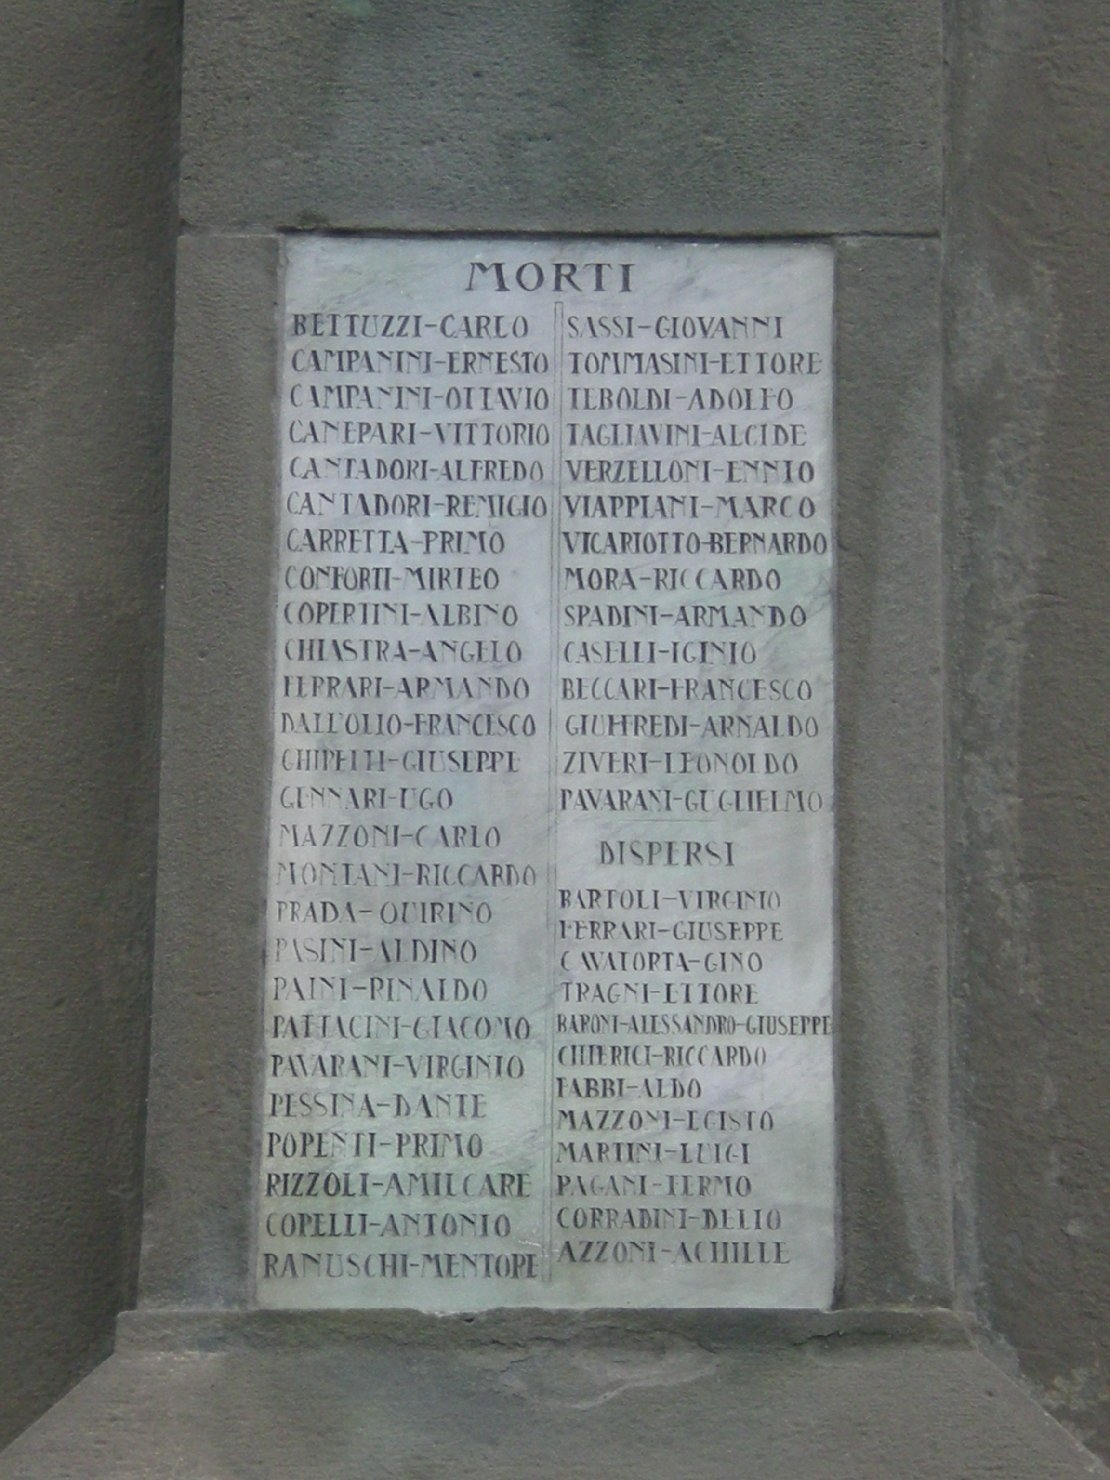 MORTI
BETTUZZI-CARLO
CAMPANINI-ERNESTO
CAMPANINI-OTTAVIO
CANEPARI-VITTORIO
CANTADORI-ALFREDO
CANTADORI-REMIGIO
CARRETTA-PRIMO
CONFORTI-MIRTEO
COPERTINI-ALBINO
CHIASTRA-ANGELO
FERRARI-ARMANDO
DALL'OLIO-FRANCESCO
GHIPELTI-GIUSEPPE
GENNARI-UGO
MAZZONI-CARLO
MONTANI-RICCARDO
PRADA-QUIRINO
PASINI-ALDINO
PAINI-RINALDO
PATTACINI-GIACOMO
PAVARANI-VIRGINIO
PESSINA-DANTE
POPENTI-PRIMO
RIZZOLI-AMILCARE
COPELLI-ANTONIO
RANUSCHI-MENTORE
SASSI-GIOVANNI
TOMMASINI-ETTORE
TEBOLDI-ADOLFO
TAGLIAVINI-ALCIDE
VERZELLONI-ENNIO
VIAPPIANI-MARCO
VICARIOTTO-BERNARDO
MORA-RICCARDO
SPADINI-ARMANDO
CASELLI-IGINIO
BECCARI-FRANCESCO
GIUFFREDI-ARNALDO
ZIVERI-LEONOLDO
PAVARANI-GUGLIELMO
DISPERSI
BARTOLI-VIRGINIO
FERRARI-GIUSEPPE
CAVATORTA-GINO
TRAGNI-ETTORE
BARONI-ALESSANDRO-GIUSEPPE
CHIERICI-RICCARDO
FABBI-ALDO
MAZZONI-EGISTO
MARTINI-LUIGI
PAGANI-FERMO
CORRADINI-DELIO
AZZONI-ACHILLE